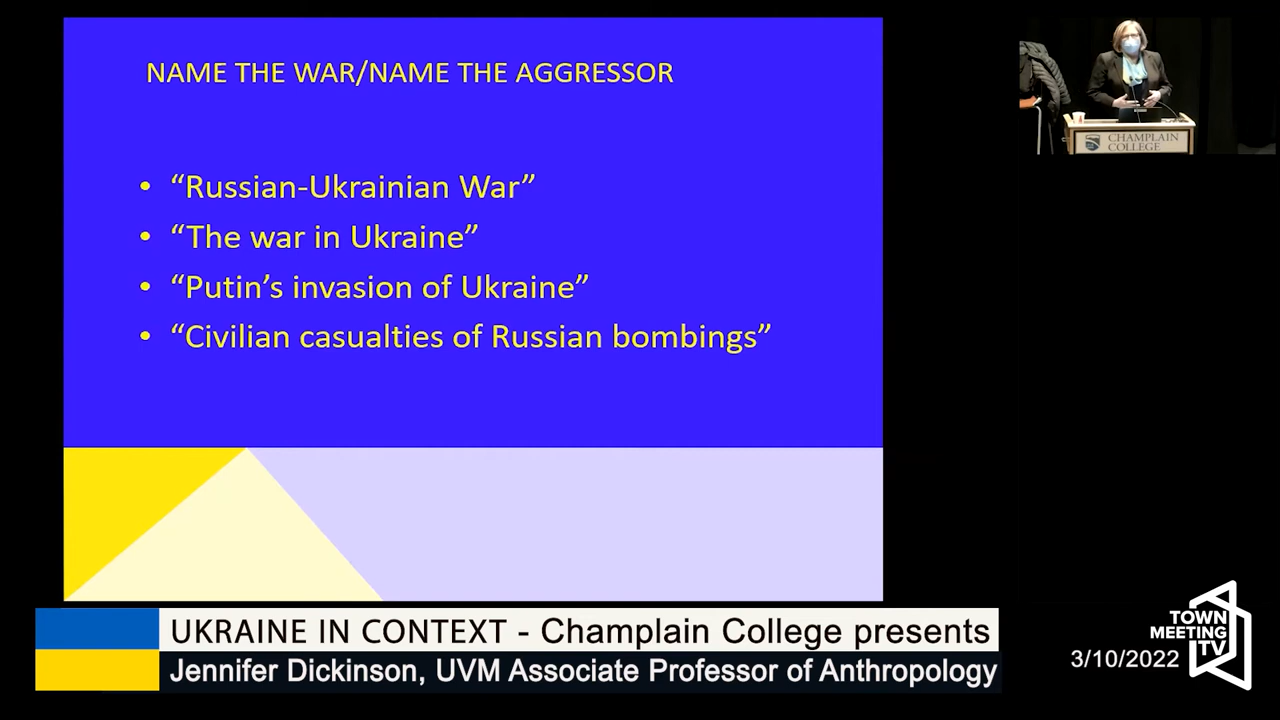 NAME THE WAR/NAME THE AGGRESSOR
• “Russian-Ukrainian War”
• “The war in Ukraine”
• “Putin’s invasion of Ukraine”
• “Civilian casualties of Russian bombings”
CHAMPLAIN
COLLEGE
UKRAINE IN CONTEXT - Champlain College presents
Jennifer Dickinson, UVM Associate Professor of Anthropology
3/10/2022
TOWN
MEETING
TV